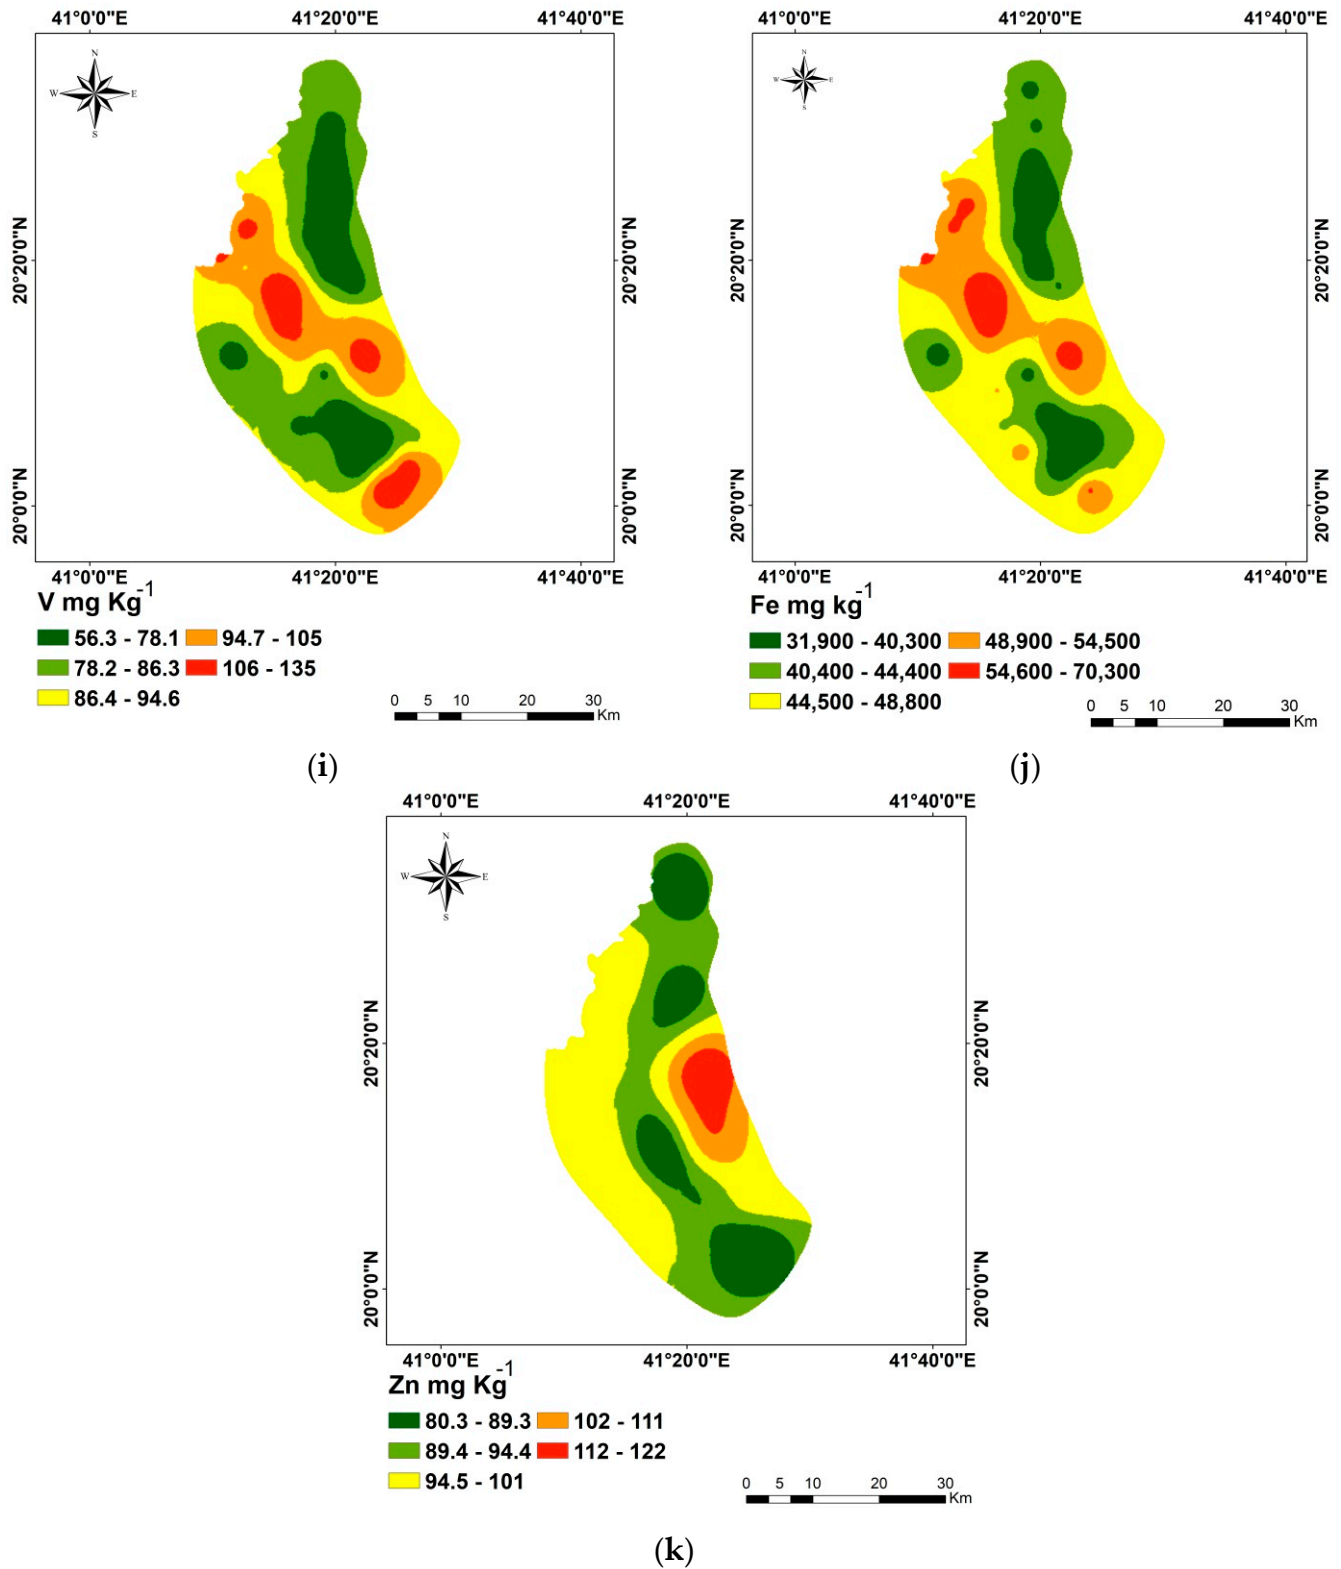 41°0'0"E 41°20'0"E 41°40'0"E
N
W E
S
20°20'0"N 20°20'0"N
20°0'0"N 20°0'0"N
41°0'0"E 41°20'0"E 41°40'0"E
V mg Kg-1
56.3 - 78.1 94.7 - 105
78.2 - 86.3 106 - 135
86.4 - 94.6
0 5 10 20 30
Km
(i)
41°0'0"E 41°20'0"E 41°40'0"E
N
W E
S
20°20'0"N 20°20'0"N
20°0'0"N 20°0'0"N
41°0'0"E 41°20'0"E 41°40'0"E
Fe mg kg-1
31,900 - 40,300 48,900 - 54,500
40,400 - 44,400 54,600 - 70,300
44,500 - 48,800
0 5 10 20 30
Km
(j)
41°0'0"E 41°20'0"E 41°40'0"E
N
W E
S
20°20'0"N 20°20'0"N
20°0'0"N 20°0'0"N
41°0'0"E 41°20'0"E 41°40'0"E
Zn mg Kg-1
80.3 - 89.3 102 - 111
89.4 - 94.4 112 - 122
94.5 - 101
0 5 10 20 30
Km
(k)